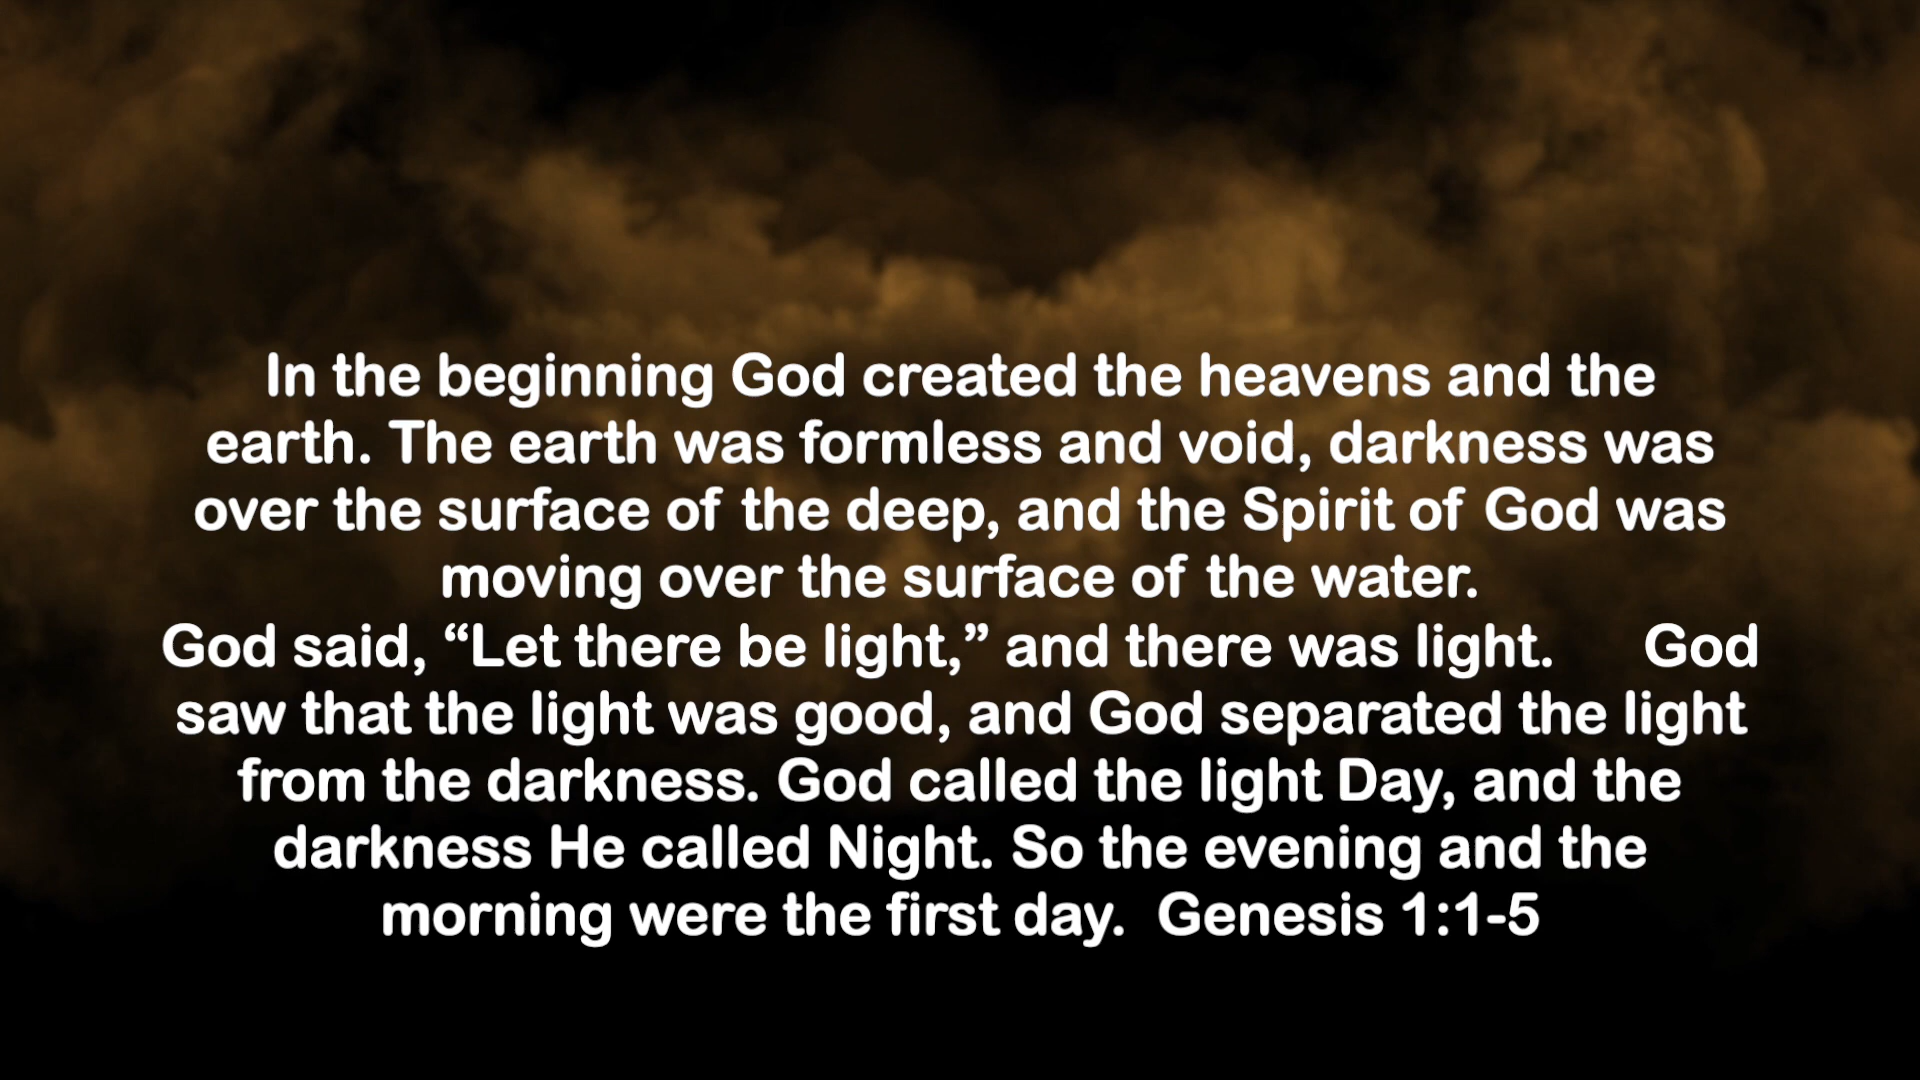 In the beginning God created the heavens and the
earth. The earth was formless and void, darkness was
over the surface of the deep, and the Spirit of God was
moving over the surface of the water.
God said, “Let there be light,” and there was light. God
saw that the light was good, and God separated the light
from the darkness. God called the light Day, and the
darkness He called Night. So the evening and the
morning were the first day. Genesis 1:1-5